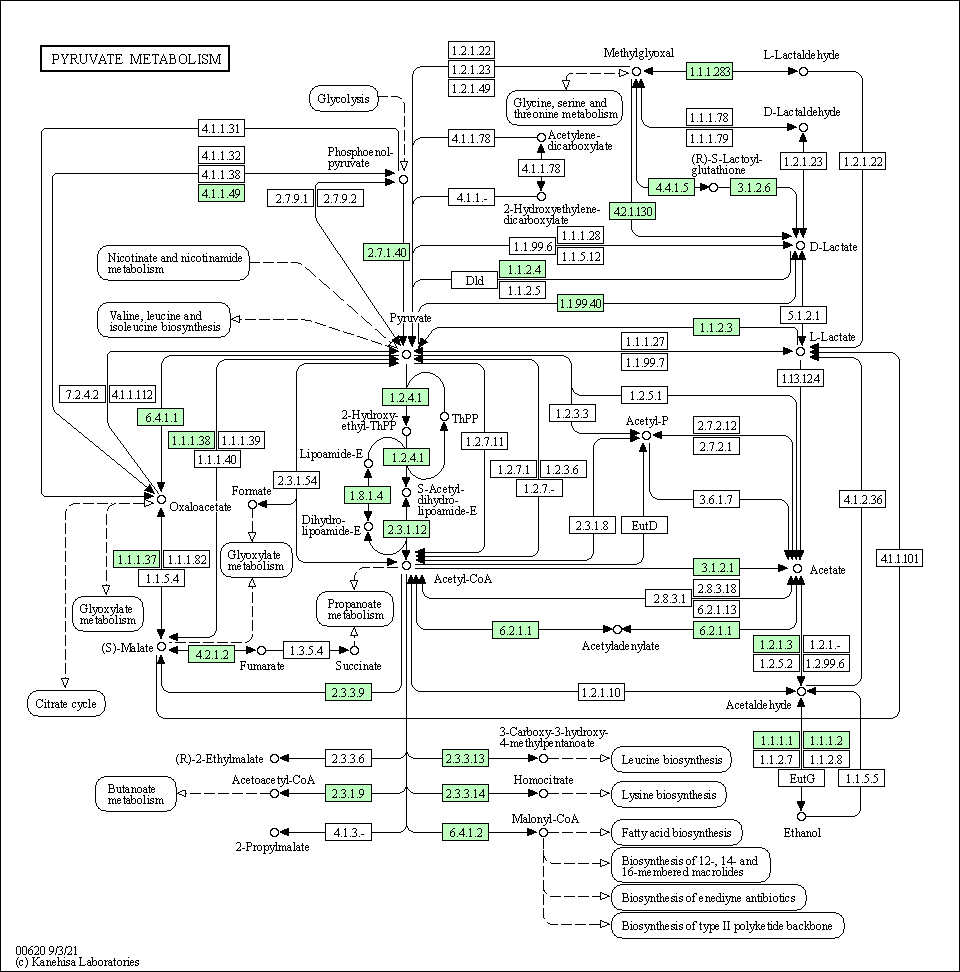 PYRUVATE METABOLISM
1.2.1.22
1.2.1.23
1.2.1.49
Methylglyoxal
1.1.1.283
L-Lactaldehyde
Glycolysis
Glycine, serine and
threonine metabolism
1.1.1.78
1.1.1.79
D-Lactaldehyde
4.1.1.31
4.1.1.32
4.1.1.38
4.1.1.49
Phosphoenol-
pyruvate
4.1.1.78
Acetylene-
dicarboxylate
4.1.1.78
(R)-S-Lactoyl-
glutathione
1.2.1.23
1.2.1.22
4.4.1.5
3.1.2.6
2.7.9.1
2.7.9.2
4.1.1.-
2-Hydroxyethylene-
dicarboxylate
4.2.1.130
2.7.1.40
1.1.99.6
1.1.1.28
1.1.5.12
D-Lactate
Nicotinate and nicotinamide
metabolism
Dld
1.1.2.4
1.1.2.5
1.1.99.40
Valine, leucine and
isoleucine biosynthesis
Pyruvate
5.1.2.1
1.1.2.3
L-Lactate
1.1.1.27
1.1.99.7
1.13.12.4
7.2.4.2
4.1.1.112
6.4.1.1
1.2.4.1
1.2.5.1
1.2.3.3
2-Hydroxy-
ethyl-ThPP
ThPP
Acetyl-P
2.7.2.12
2.7.2.1
1.1.1.38
1.1.1.39
1.1.1.40
Lipoamide-E
1.2.4.1
1.2.7.11
1.2.7.1
1.2.3.6
1.2.7.-
2.3.1.54
Formate
1.8.1.4
S-Acetyl-
dihydro-
lipoamide-E
3.6.1.7
4.1.2.36
Oxaloacetate
Dihydro-
lipoamide-E
2.3.1.12
2.3.1.8
EutD
Glyoxylate
metabolism
1.1.1.37
1.1.1.82
1.1.5.4
4.1.1.101
Acetyl-CoA
3.1.2.1
Acetate
2.8.3.1
2.8.3.18
6.2.1.13
Glyoxylate
metabolism
Propanoate
metabolism
6.2.1.1
6.2.1.1
Acetyladenylate
(S)-Malate
4.2.1.2
Fumarate
1.3.5.4
Succinate
1.2.1.3
1.2.1.-
1.2.5.2
1.2.99.6
Citrate cycle
2.3.3.9
1.2.1.10
Acetaldehyde
(R)-2-Ethylmalate
2.3.3.6
2.3.3.13
3-Carboxy-3-hydroxy-
4-methylpentanoate
Leucine biosynthesis
1.1.1.1
1.1.1.2
1.1.2.7
1.1.2.8
EutG
1.1.5.5
Butanoate
metabolism
Acetoacetyl-CoA
2.3.1.9
2.3.3.14
Homocitrate
Lysine biosynthesis
Ethanol
2-Propylmalate
4.1.3.-
6.4.1.2
Malonyl-CoA
Fatty acid biosynthesis
Biosynthesis of 12-, 14- and
16-membered macrolides
Biosynthesis of enediyne antibiotics
Biosynthesis of type II polyketide backbone
00620 9/3/21
(c) Kanehisa Laboratories